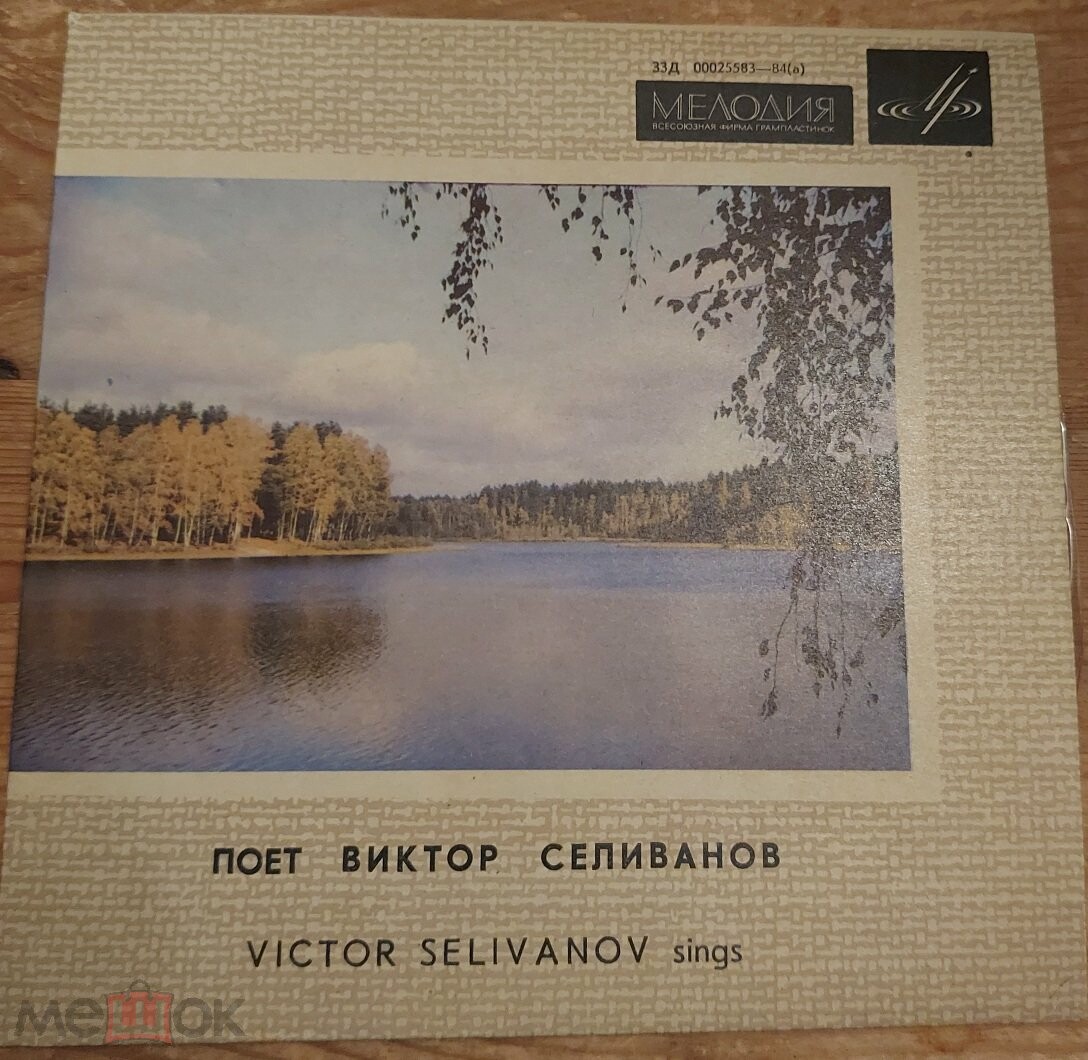 33Д 00025583—84(а)
МЕЛОДИЯ
ВСЕСОЮЗНАЯ ФИРМА ГРАМПЛАСТИНОК
ПОЕТ ВИКТОР СЕЛИВАНОВ
VICTOR SELIVANOV sings
мешок